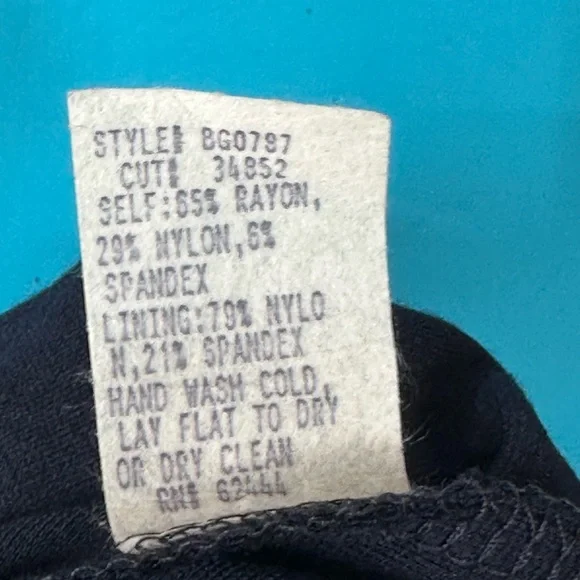 STYLE# BG0797
CUT# 34852
SELF:65% RAYON,
29% NYLON,6%
SPANDEX
LINING:79% NYLO
N,21% SPANDEX
HAND WASH COLD,
LAY FLAT TO DRY
OR DRY CLEAN
RN# 62444